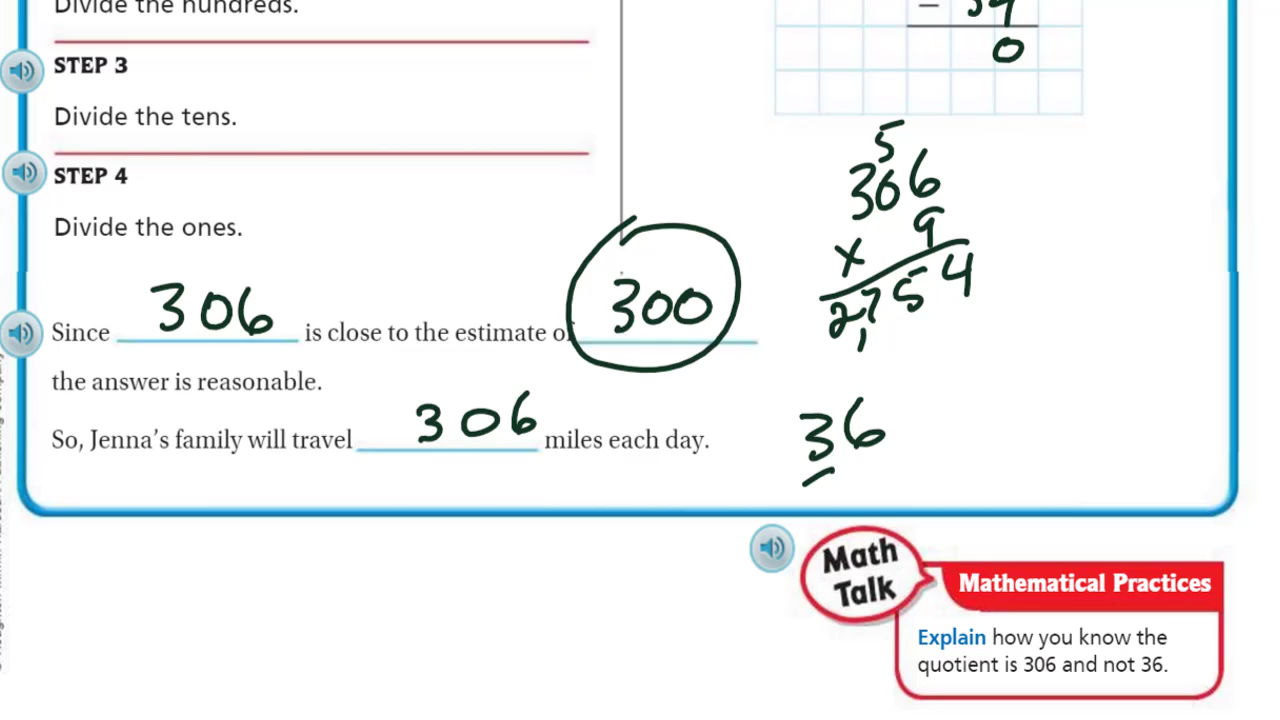 Divide the hundreds.
STEP 3
Divide the tens.
STEP 4
Divide the ones.
Since 306 is close to the estimate of 300
the answer is reasonable.
So, Jenna's family will travel 306 miles each day.
− 54
0
5
306
× 9
2,754
36
Math
Talk
Mathematical Practices
Explain how you know the
quotient is 306 and not 36.